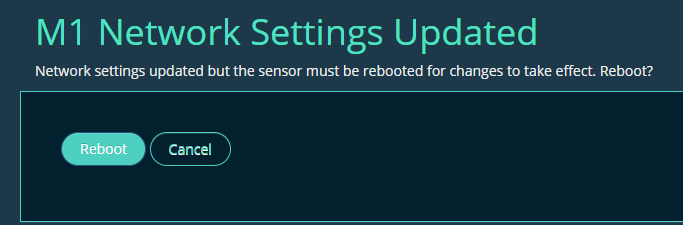 M1 Network Settings Updated
Network settings updated but the sensor must be rebooted for changes to take effect. Reboot?
Reboot Cancel